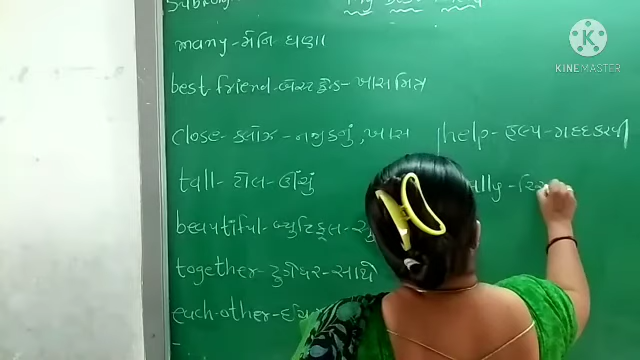 many - મેનિ ઘણા
best friend - બેસ્ટ ફ્રેન્ડ - ખાસ મિત્ર
close - ક્લોઝ - નજીકનું, ખાસ
tall - ટોલ - ઊંચું
beautiful - બ્યુટિફૂલ
together - ટુગેધર - સાથે
each-other -
help - હેલ્પ - મદદ કરવી
KINEMASTER